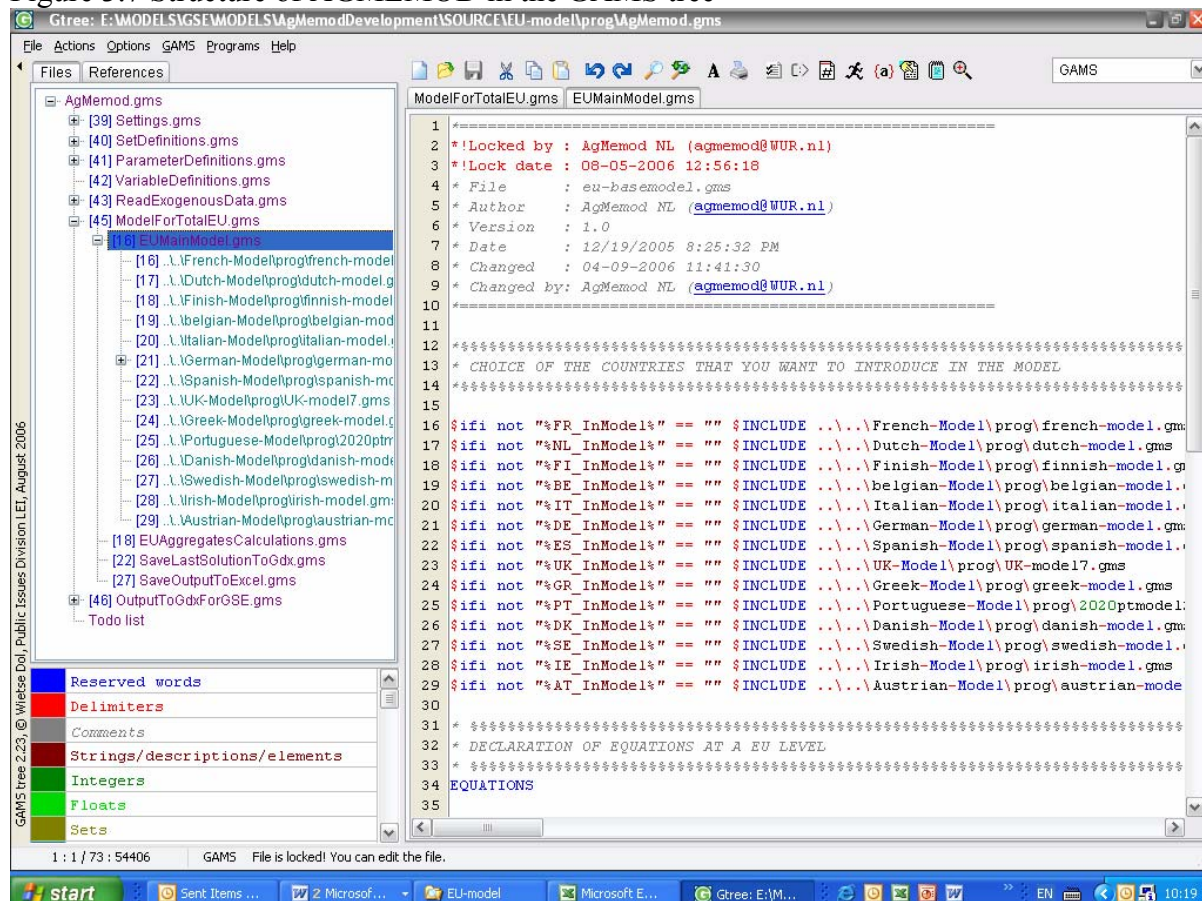 Figure 3.7 Structure of AGMEMOD in the GAMS tree
Gtree: E:\MODELS\GSE\MODELS\AgMemodDevelopment\SOURCE\EU-model\prog\AgMemod.gms
File Actions Options GAMS Programs Help
Files References
GAMS
AgMemod.gms
[39] Settings.gms
[40] SetDefinitions.gms
[41] ParameterDefinitions.gms
[42] VariableDefinitions.gms
[43] ReadExogenousData.gms
[45] ModelForTotalEU.gms
[16] EUMainModel.gms
[16] ..\..\French-Model\prog\french-model
[17] ..\..\Dutch-Model\prog\dutch-model.g
[18] ..\..\Finish-Model\prog\finnish-model
[19] ..\..\belgian-Model\prog\belgian-mod
[20] ..\..\Italian-Model\prog\italian-model.
[21] ..\..\German-Model\prog\german-mo
[22] ..\..\Spanish-Model\prog\spanish-mo
[23] ..\..\UK-Model\prog\UK-model7.gms
[24] ..\..\Greek-Model\prog\greek-model.g
[25] ..\..\Portuguese-Model\prog\2020ptm
[26] ..\..\Danish-Model\prog\danish-mode
[27] ..\..\Swedish-Model\prog\swedish-m
[28] ..\..\Irish-Model\prog\irish-model.gm
[29] ..\..\Austrian-Model\prog\austrian-mo
[18] EUAggregatesCalculations.gms
[22] SaveLastSolutionToGdx.gms
[27] SaveOutputToExcel.gms
[46] OutputToGdxForGSE.gms
Todo list
Reserved words
Delimiters
Comments
Strings/descriptions/elements
Integers
Floats
Sets
GAMS tree 2.23, © Wietse Dol, Public Issues Division LEI, August 2006
ModelForTotalEU.gms EUMainModel.gms
1 *=========================================================
2 *!Locked by : AgMemod NL (agmemod@WUR.nl)
3 *!Lock date : 08-05-2006 12:56:18
4 * File : eu-basemodel.gms
5 * Author : AgMemod NL (agmemod@WUR.nl)
6 * Version : 1.0
7 * Date : 12/19/2005 8:25:32 PM
8 * Changed : 04-09-2006 11:41:30
9 * Changed by: AgMemod NL (agmemod@WUR.nl)
10 *=========================================================
11
12 *%%%%%%%%%%%%%%%%%%%%%%%%%%%%%%%%%%%%%%%%%%%%%%%%%%%%%%%%%%%%%%%%%%%%%%%%%%%%%
13 * CHOICE OF THE COUNTRIES THAT YOU WANT TO INTRODUCE IN THE MODEL
14 *%%%%%%%%%%%%%%%%%%%%%%%%%%%%%%%%%%%%%%%%%%%%%%%%%%%%%%%%%%%%%%%%%%%%%%%%%%%%%
15
16 $ifi not "%FR_InModel%" == "" $INCLUDE ..\..\French-Model\prog\french-model.gm
17 $ifi not "%NL_InModel%" == "" $INCLUDE ..\..\Dutch-Model\prog\dutch-model.gms
18 $ifi not "%FI_InModel%" == "" $INCLUDE ..\..\Finish-Model\prog\finnish-model.gm
19 $ifi not "%BE_InModel%" == "" $INCLUDE ..\..\belgian-Model\prog\belgian-model.
20 $ifi not "%IT_InModel%" == "" $INCLUDE ..\..\Italian-Model\prog\italian-model.
21 $ifi not "%DE_InModel%" == "" $INCLUDE ..\..\German-Model\prog\german-model.gm
22 $ifi not "%ES_InModel%" == "" $INCLUDE ..\..\Spanish-Model\prog\spanish-model.
23 $ifi not "%UK_InModel%" == "" $INCLUDE ..\..\UK-Model\prog\UK-model7.gms
24 $ifi not "%GR_InModel%" == "" $INCLUDE ..\..\Greek-Model\prog\greek-model.gms
25 $ifi not "%PT_InModel%" == "" $INCLUDE ..\..\Portuguese-Model\prog\2020ptmodel
26 $ifi not "%DK_InModel%" == "" $INCLUDE ..\..\Danish-Model\prog\danish-model.gm
27 $ifi not "%SE_InModel%" == "" $INCLUDE ..\..\Swedish-Model\prog\swedish-model.
28 $ifi not "%IE_InModel%" == "" $INCLUDE ..\..\Irish-Model\prog\irish-model.gms
29 $ifi not "%AT_InModel%" == "" $INCLUDE ..\..\Austrian-Model\prog\austrian-mode
30
31 * %%%%%%%%%%%%%%%%%%%%%%%%%%%%%%%%%%%%%%%%%%%%%%%%%%%%%%%%%%%%%%%%%%%%%%%%%%%%
32 * DECLARATION OF EQUATIONS AT A EU LEVEL
33 * %%%%%%%%%%%%%%%%%%%%%%%%%%%%%%%%%%%%%%%%%%%%%%%%%%%%%%%%%%%%%%%%%%%%%%%%%%%%
34 EQUATIONS
35
1 : 1 / 73 : 54406 GAMS File is locked! You can edit the file.
start Sent Items ... 2 Microsof... EU-model Microsoft E... Gtree: E:\M... EN 10:19